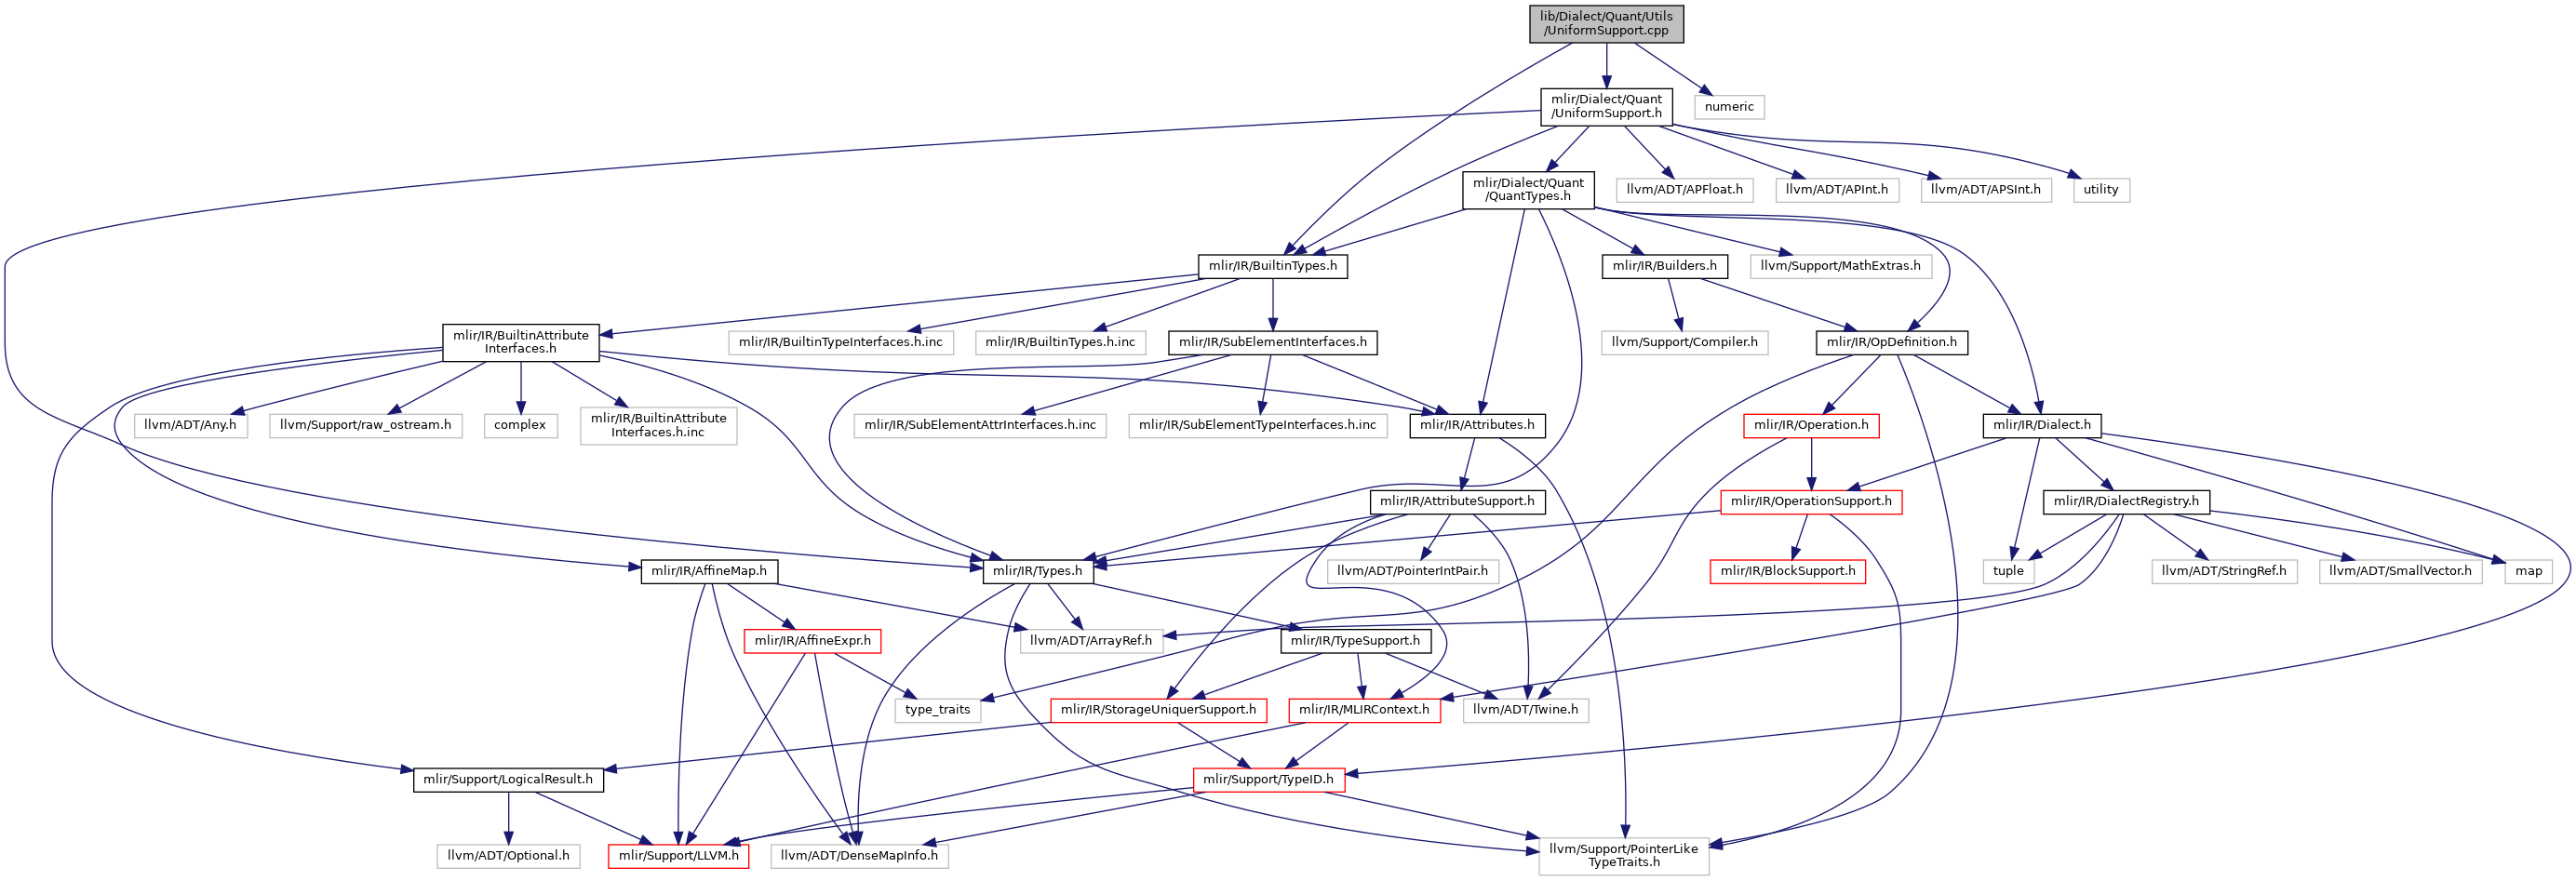 lib/Dialect/Quant/Utils
/UniformSupport.cpp
mlir/Dialect/Quant
/UniformSupport.h
numeric
mlir/Dialect/Quant
/QuantTypes.h
llvm/ADT/APFloat.h
llvm/ADT/APInt.h
llvm/ADT/APSInt.h
utility
mlir/IR/BuiltinTypes.h
mlir/IR/Builders.h
llvm/Support/MathExtras.h
mlir/IR/BuiltinAttribute
Interfaces.h
mlir/IR/BuiltinTypeInterfaces.h.inc
mlir/IR/BuiltinTypes.h.inc
mlir/IR/SubElementInterfaces.h
llvm/Support/Compiler.h
mlir/IR/OpDefinition.h
llvm/ADT/Any.h
llvm/Support/raw_ostream.h
complex
mlir/IR/BuiltinAttribute
Interfaces.h.inc
mlir/IR/SubElementAttrInterfaces.h.inc
mlir/IR/SubElementTypeInterfaces.h.inc
mlir/IR/Attributes.h
mlir/IR/Operation.h
mlir/IR/Dialect.h
mlir/IR/AttributeSupport.h
mlir/IR/OperationSupport.h
mlir/IR/DialectRegistry.h
mlir/IR/AffineMap.h
mlir/IR/Types.h
llvm/ADT/PointerIntPair.h
mlir/IR/BlockSupport.h
tuple
llvm/ADT/StringRef.h
llvm/ADT/SmallVector.h
map
mlir/IR/AffineExpr.h
llvm/ADT/ArrayRef.h
mlir/IR/TypeSupport.h
type_traits
mlir/IR/StorageUniquerSupport.h
mlir/IR/MLIRContext.h
llvm/ADT/Twine.h
mlir/Support/LogicalResult.h
mlir/Support/TypeID.h
llvm/ADT/Optional.h
mlir/Support/LLVM.h
llvm/ADT/DenseMapInfo.h
llvm/Support/PointerLike
TypeTraits.h